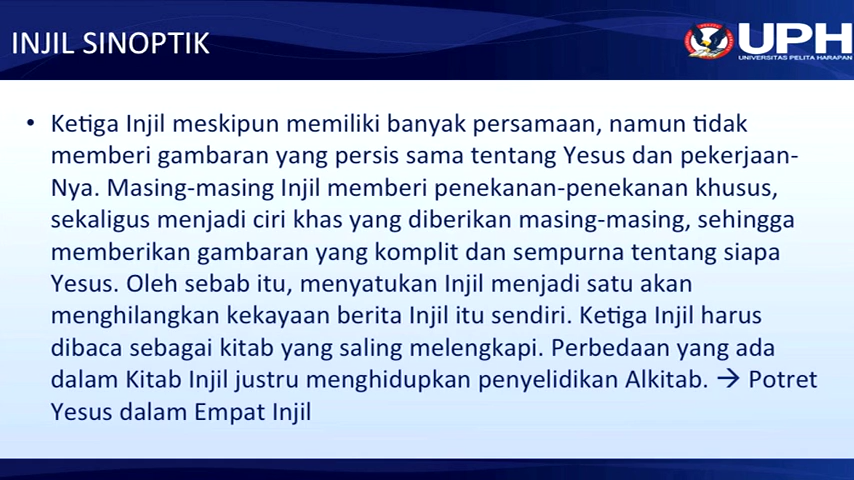 INJIL SINOPTIK
UPH
UNIVERSITAS PELITA HARAPAN
• Ketiga Injil meskipun memiliki banyak persamaan, namun tidak
memberi gambaran yang persis sama tentang Yesus dan pekerjaan-
Nya. Masing-masing Injil memberi penekanan-penekanan khusus,
sekaligus menjadi ciri khas yang diberikan masing-masing, sehingga
memberikan gambaran yang komplit dan sempurna tentang siapa
Yesus. Oleh sebab itu, menyatukan Injil menjadi satu akan
menghilangkan kekayaan berita Injil itu sendiri. Ketiga Injil harus
dibaca sebagai kitab yang saling melengkapi. Perbedaan yang ada
dalam Kitab Injil justru menghidupkan penyelidikan Alkitab. → Potret
Yesus dalam Empat Injil